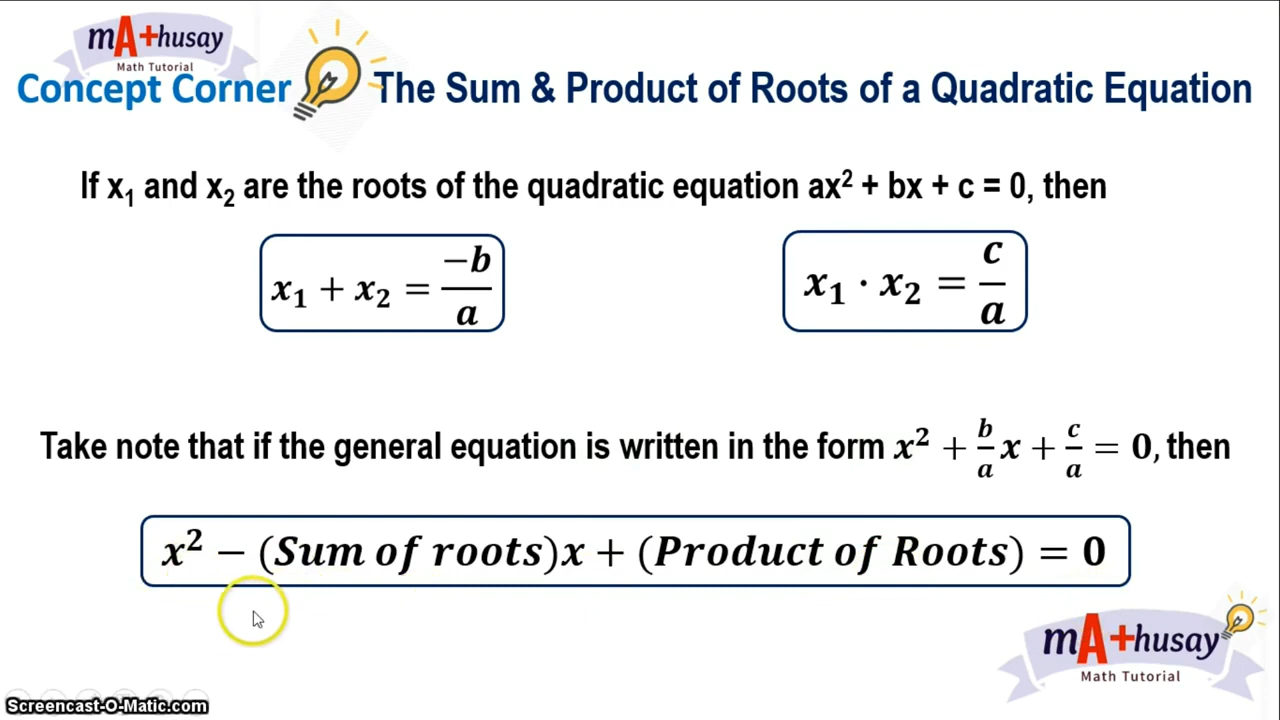 mA+husay
Math Tutorial
Concept Corner
The Sum & Product of Roots of a Quadratic Equation
If x₁ and x₂ are the roots of the quadratic equation ax² + bx + c = 0, then
x₁ + x₂ = −b/a
x₁ · x₂ = c/a
Take note that if the general equation is written in the form x² + b/a x + c/a = 0, then
x² − (Sum of roots)x + (Product of Roots) = 0
mA+husay
Math Tutorial
Screencast-O-Matic.com